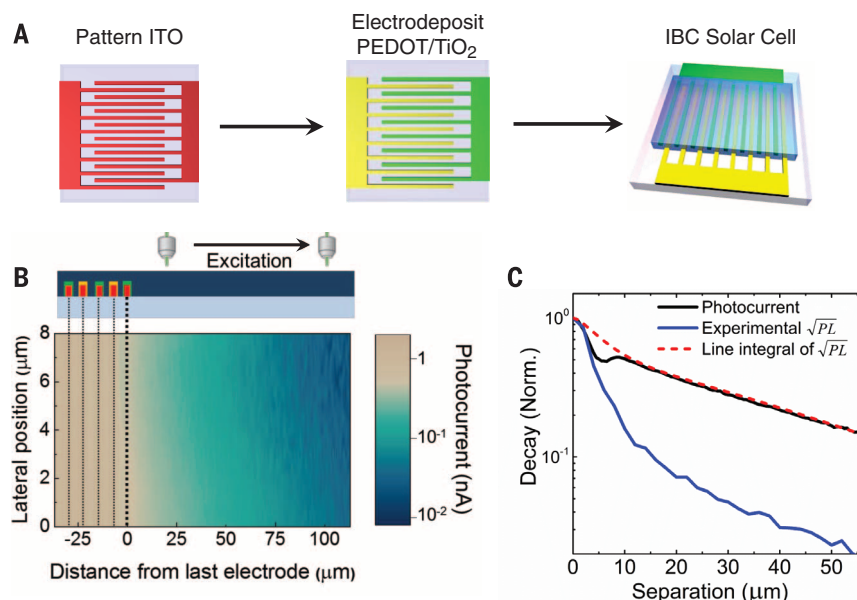 A
Pattern ITO
Electrodeposit
PEDOT/TiO₂
IBC Solar Cell
B
Excitation
Lateral position (μm)
8
6
4
2
0
-25
0
25
50
75
100
Distance from last electrode (μm)
1
10⁻¹
10⁻²
Photocurrent (nA)
C
Photocurrent
Experimental √PL
Line integral of √PL
Decay (Norm.)
10⁰
10⁻¹
0
10
20
30
40
50
Separation (μm)